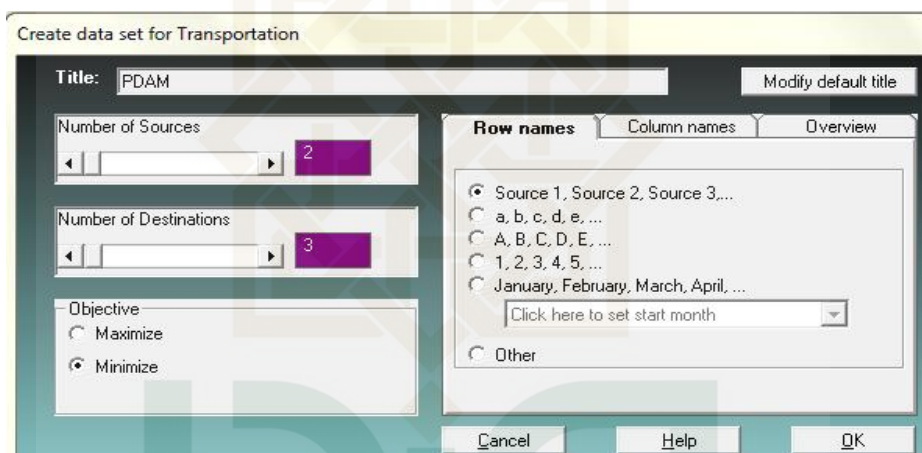 Create data set for Transportation
Title: PDAM Modify default title
Number of Sources
2
Number of Destinations
3
Objective
Maximize
Minimize
Row names Column names Overview
Source 1, Source 2, Source 3,...
a, b, c, d, e, ...
A, B, C, D, E, ...
1, 2, 3, 4, 5, ...
January, February, March, April, ...
Click here to set start month
Other
Cancel Help OK